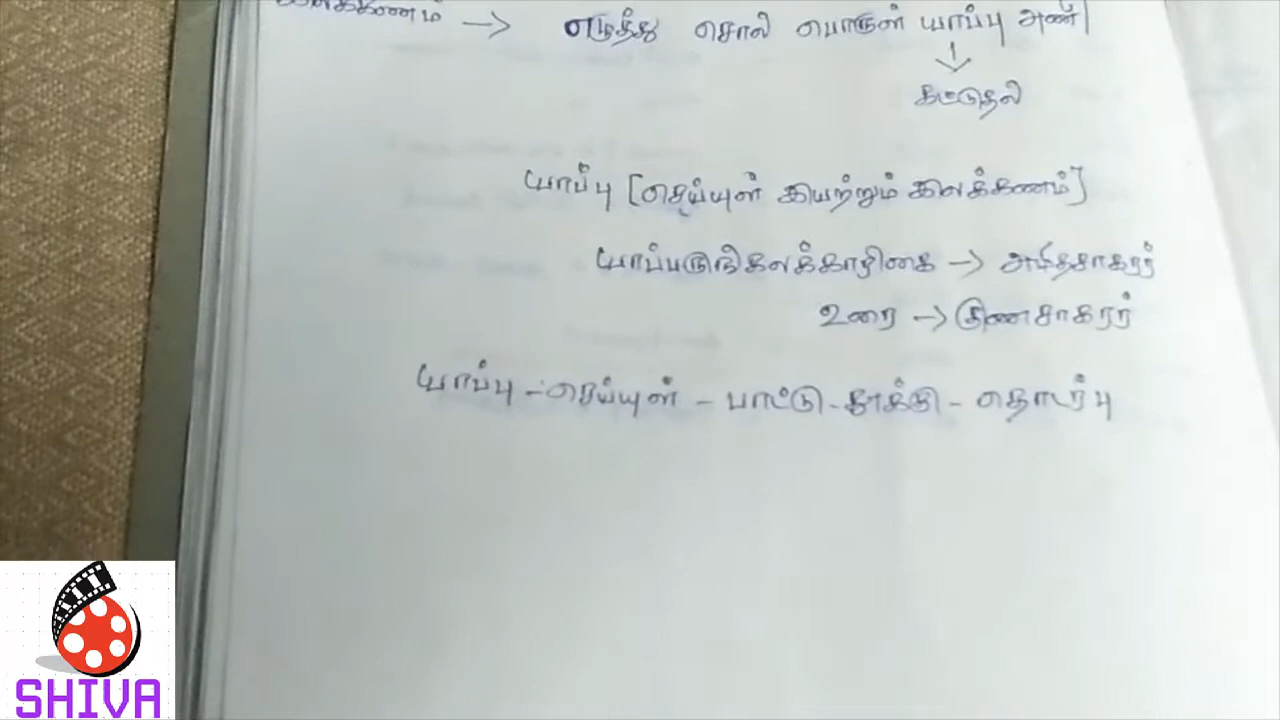 இலக்கணம் → எழுத்து சொல் பொருள் யாப்பு அணி
கட்டுதல்
யாப்பு [செய்யுள் இயற்றும் இலக்கணம்]
யாப்பருங்கலக்காரிகை → அமிதசாகரர்
உரை → குணசாகரர்
யாப்பு - செய்யுள் - பாட்டு - தூக்கு - தொடர்பு
SHIVA